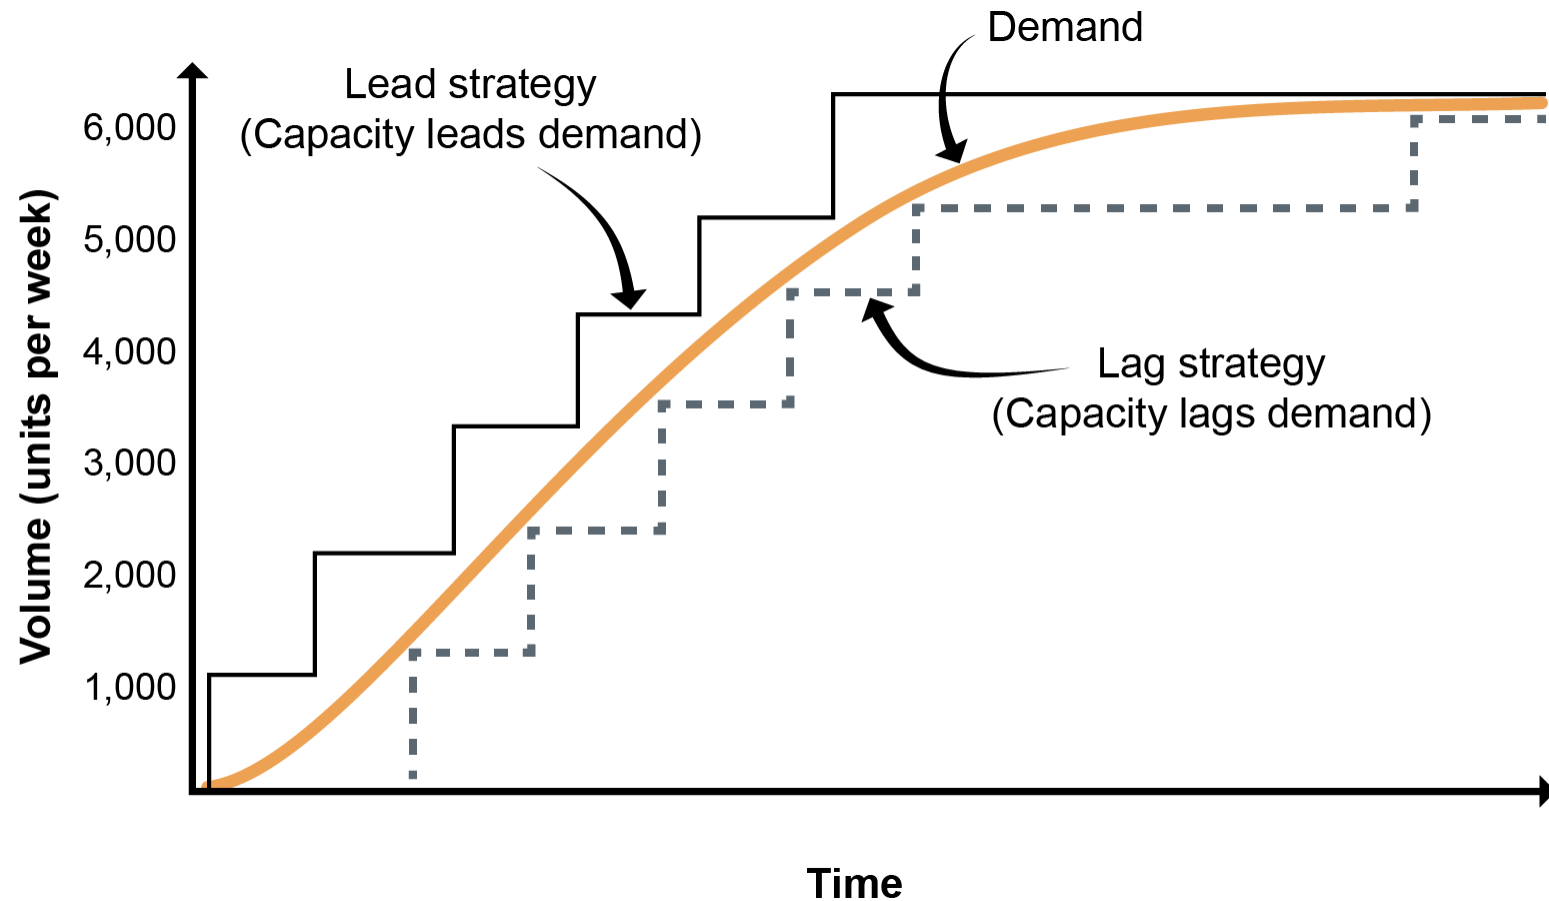 Demand
Lead strategy
(Capacity leads demand)
6,000
5,000
4,000
3,000
2,000
1,000
Volume (units per week)
Lag strategy
(Capacity lags demand)
Time